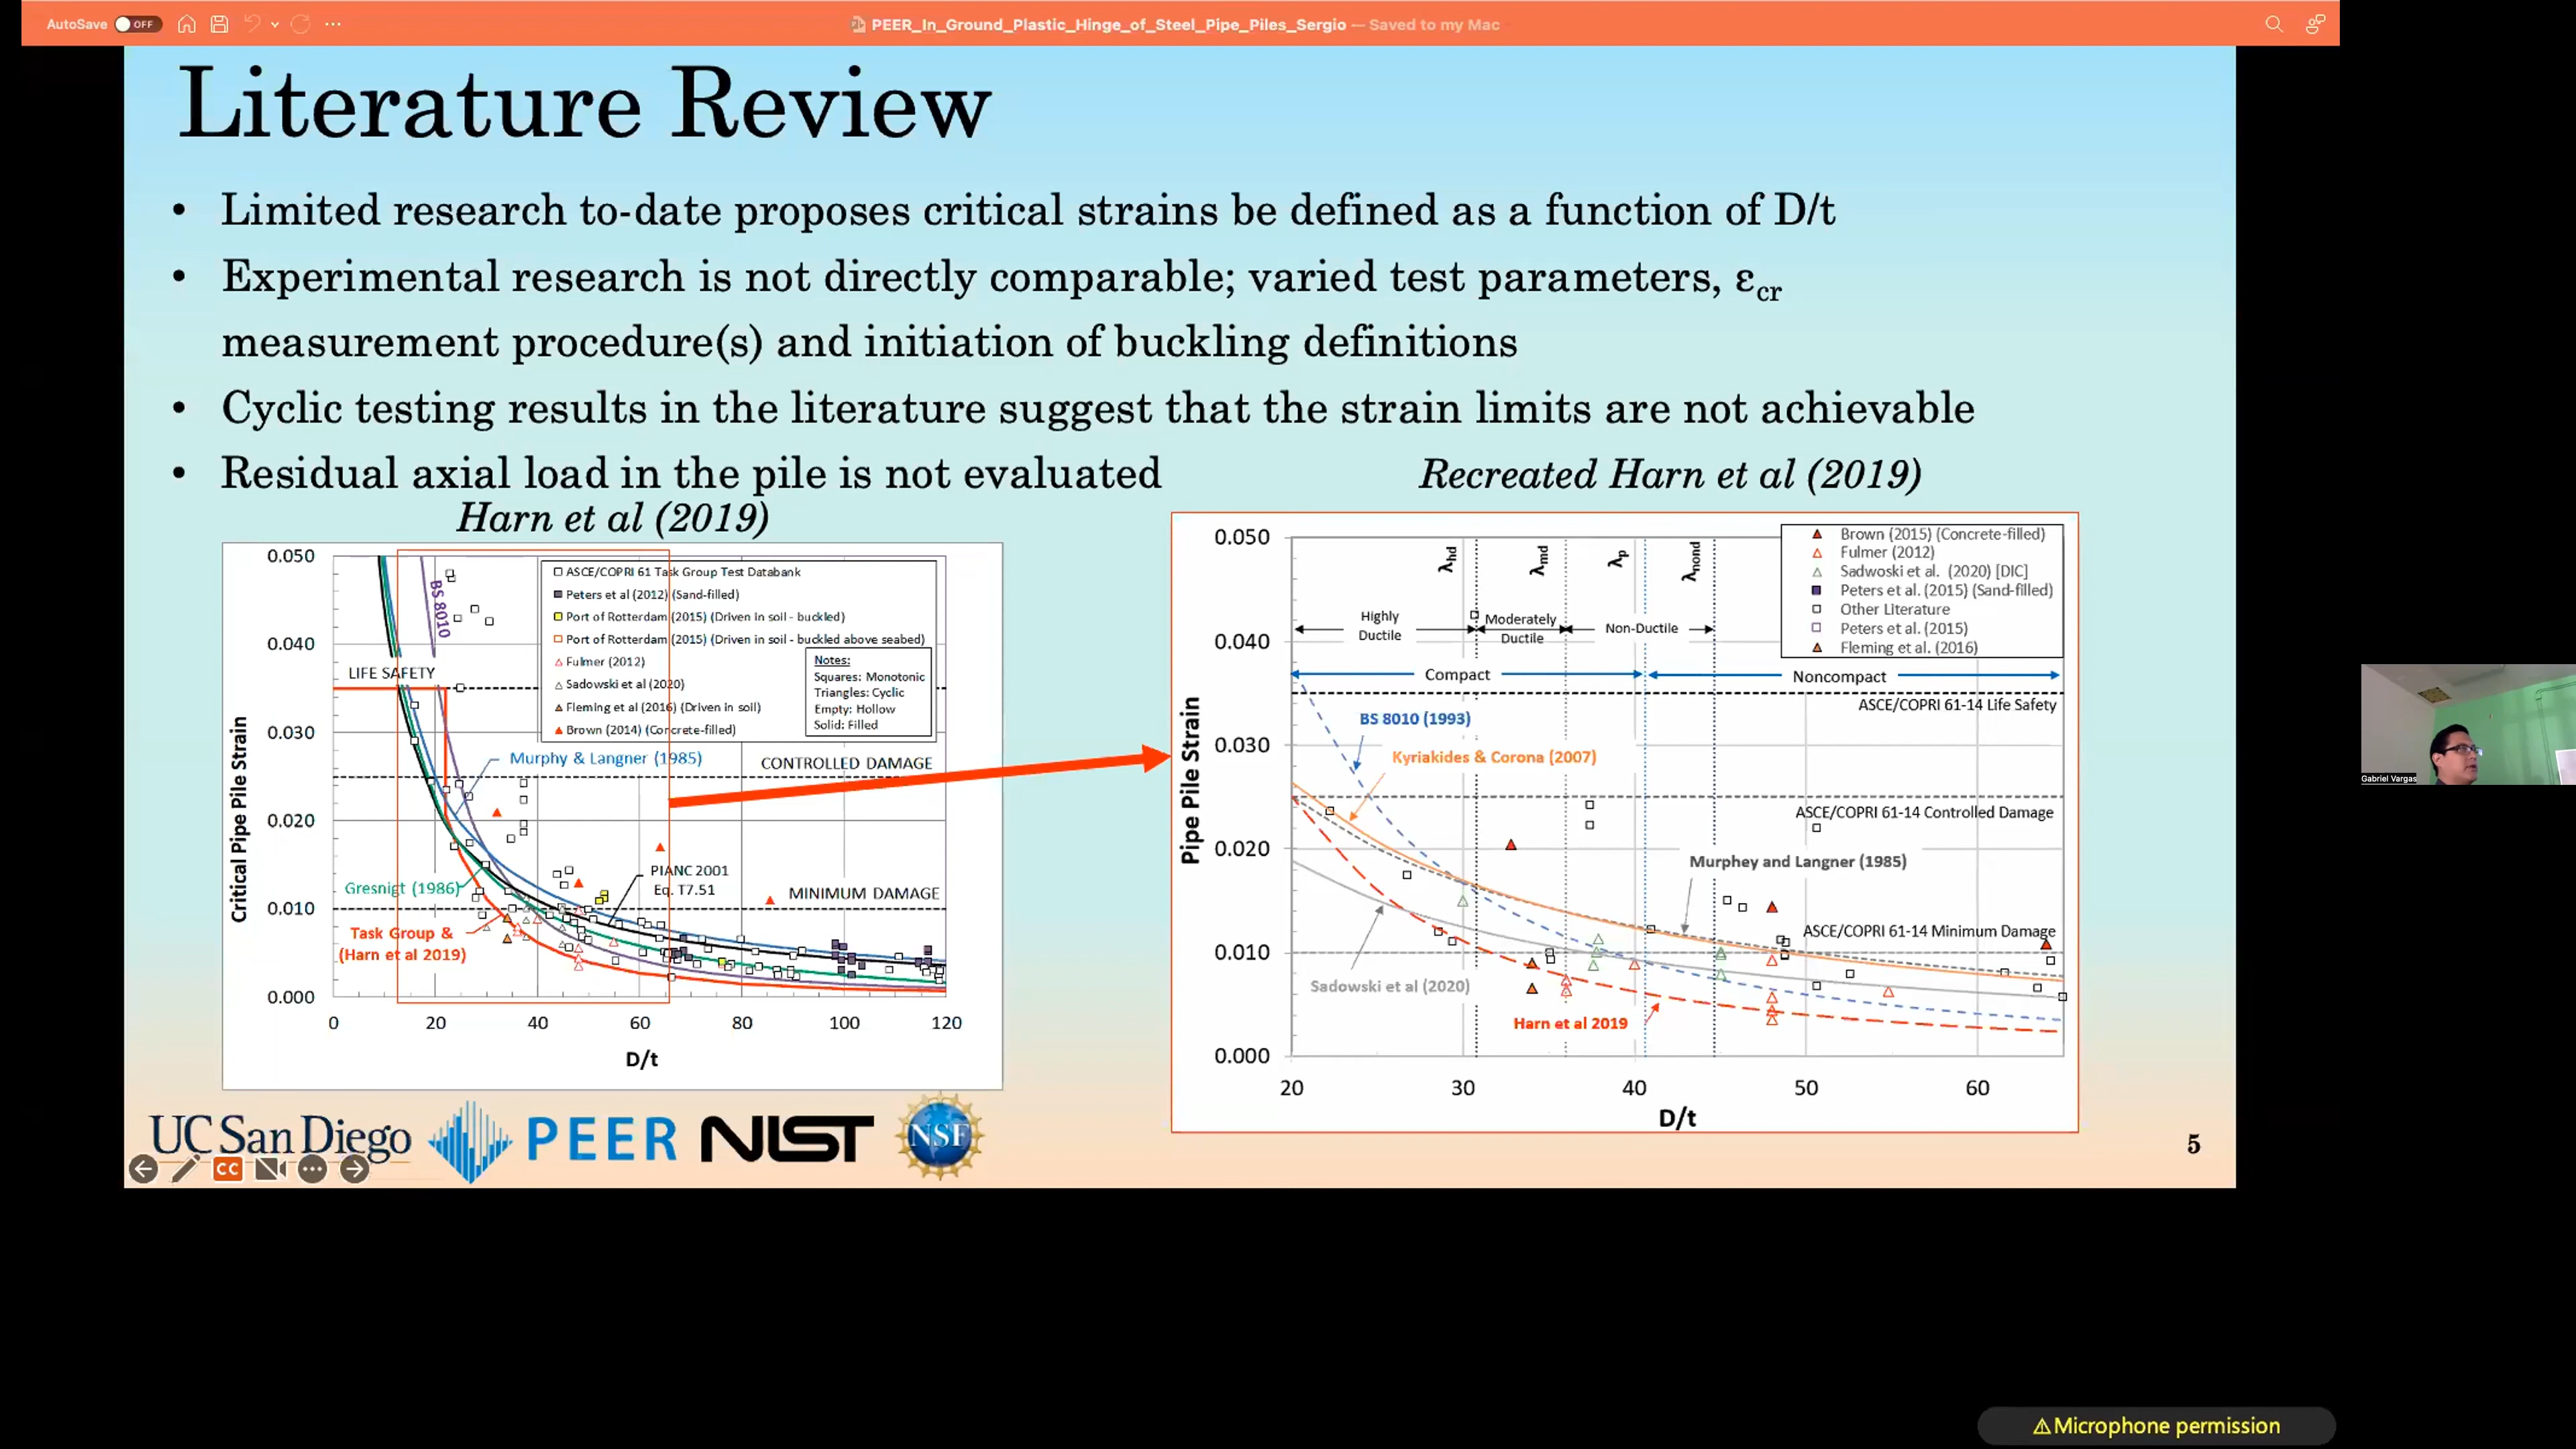 AutoSave OFF
PEER_In_Ground_Plastic_Hinge_of_Steel_Pipe_Piles_Sergio — Saved to my Mac
Literature Review
• Limited research to-date proposes critical strains be defined as a function of D/t
• Experimental research is not directly comparable; varied test parameters, εcr
measurement procedure(s) and initiation of buckling definitions
• Cyclic testing results in the literature suggest that the strain limits are not achievable
• Residual axial load in the pile is not evaluated
Harn et al (2019)
Critical Pipe Pile Strain
0.050
0.040
0.030
0.020
0.010
0.000
0 20 40 60 80 100 120
D/t
BS 8010
LIFE SAFETY
ASCE/COPRI 61 Task Group Test Databank
Peters et al (2012) (Sand-filled)
Port of Rotterdam (2015) (Driven in soil - buckled)
Port of Rotterdam (2015) (Driven in soil - buckled above seabed)
Fulmer (2012)
Sadowski et al (2020)
Fleming et al (2016) (Driven in soil)
Brown (2014) (Concrete-filled)
Notes:
Squares: Monotonic
Triangles: Cyclic
Empty: Hollow
Solid: Filled
Murphy & Langner (1985)
CONTROLLED DAMAGE
PIANC 2001
Eq. T7.51
MINIMUM DAMAGE
Gresnigt (1986)
Task Group &
(Harn et al 2019)
Recreated Harn et al (2019)
Pipe Pile Strain
0.050
0.040
0.030
0.020
0.010
0.000
20 30 40 50 60
D/t
λhd
λmd
λp
λnond
Brown (2015) (Concrete-filled)
Fulmer (2012)
Sadwoski et al. (2020) [DIC]
Peters et al. (2015) (Sand-filled)
Other Literature
Peters et al. (2015)
Fleming et al. (2016)
Highly
Ductile
Moderately
Ductile
Non-Ductile
Compact
Noncompact
ASCE/COPRI 61-14 Life Safety
BS 8010 (1993)
Kyriakides & Corona (2007)
ASCE/COPRI 61-14 Controlled Damage
Murphey and Langner (1985)
ASCE/COPRI 61-14 Minimum Damage
Sadowski et al (2020)
Harn et al 2019
UC San Diego
PEER
NIST
NSF
CC
5
Gabriel Vargas
Microphone permission